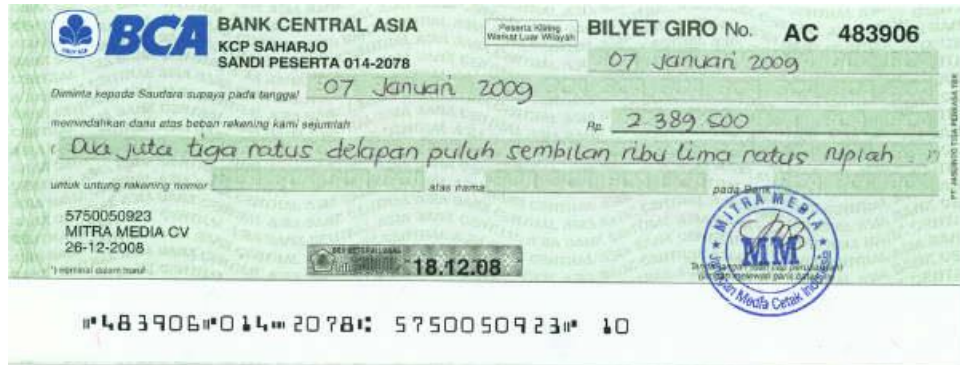 BCA BANK CENTRAL ASIA
KCP SAHARJO
SANDI PESERTA 014-2078
Peserta Kliring
Warkat Luar Wilayah
BILYET GIRO No. AC 483906
07 Januari 2009
Diminta kepada Saudara supaya pada tanggal 07 Januari 2009
memindahkan dana atas beban rekening kami sejumlah Rp. 2.389.500
Dua juta tiga ratus delapan puluh sembilan ribu lima ratus rupiah
untuk untung rekening nomor atas nama pada Bank
5750050923
MITRA MEDIA CV
26-12-2008
18.12.08
MITRA MEDIA
MM
Jaringan Media Cetak Indonesia
⑈483906⑈014⑉2078⑆ 5750050923⑈ 10